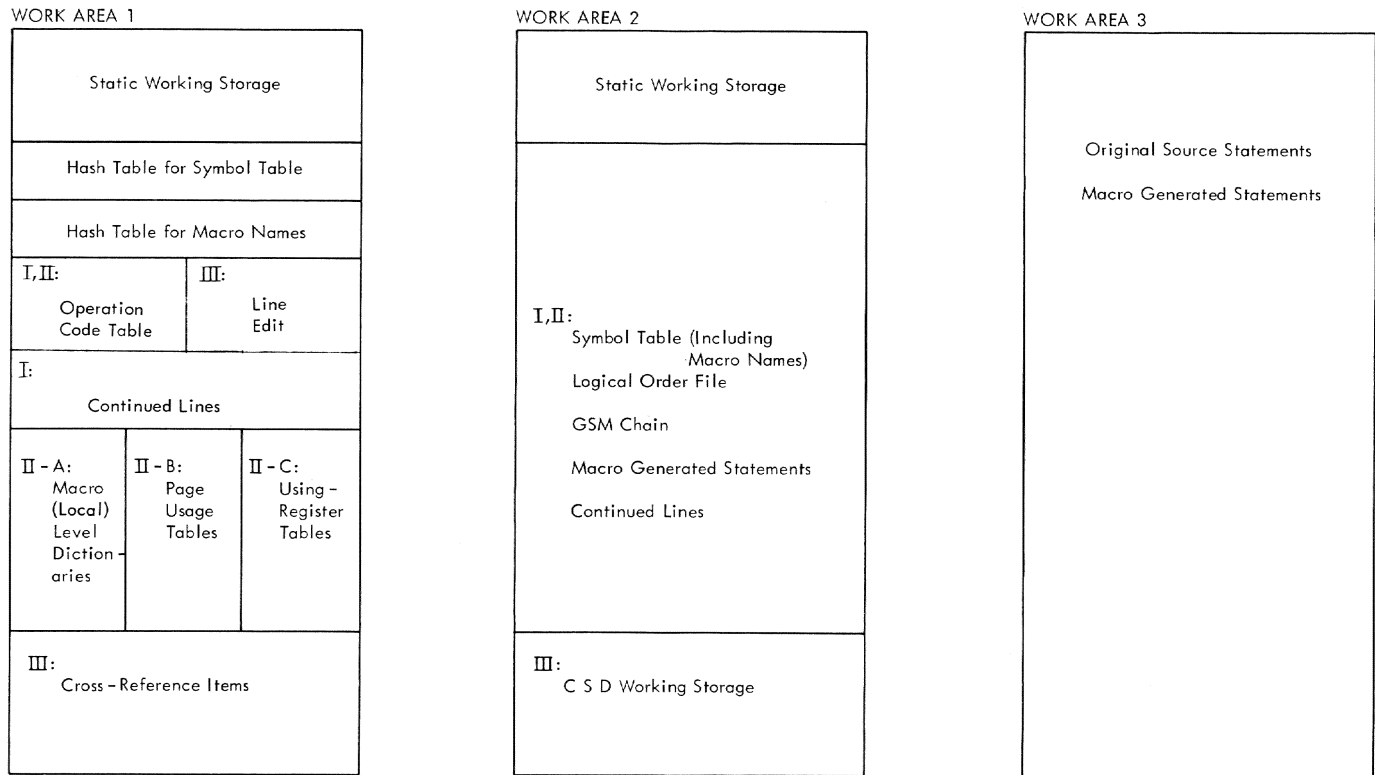 WORK AREA 1
Static Working Storage
Hash Table for Symbol Table
Hash Table for Macro Names
I,II:
Operation
Code Table
III:
Line
Edit
I:
Continued Lines
II-A:
Macro
(Local)
Level
Diction-
aries
II-B:
Page
Usage
Tables
II-C:
Using-
Register
Tables
III:
Cross-Reference Items
WORK AREA 2
Static Working Storage
I,II:
Symbol Table (Including
Macro Names)
Logical Order File
GSM Chain
Macro Generated Statements
Continued Lines
III:
C S D Working Storage
WORK AREA 3
Original Source Statements
Macro Generated Statements